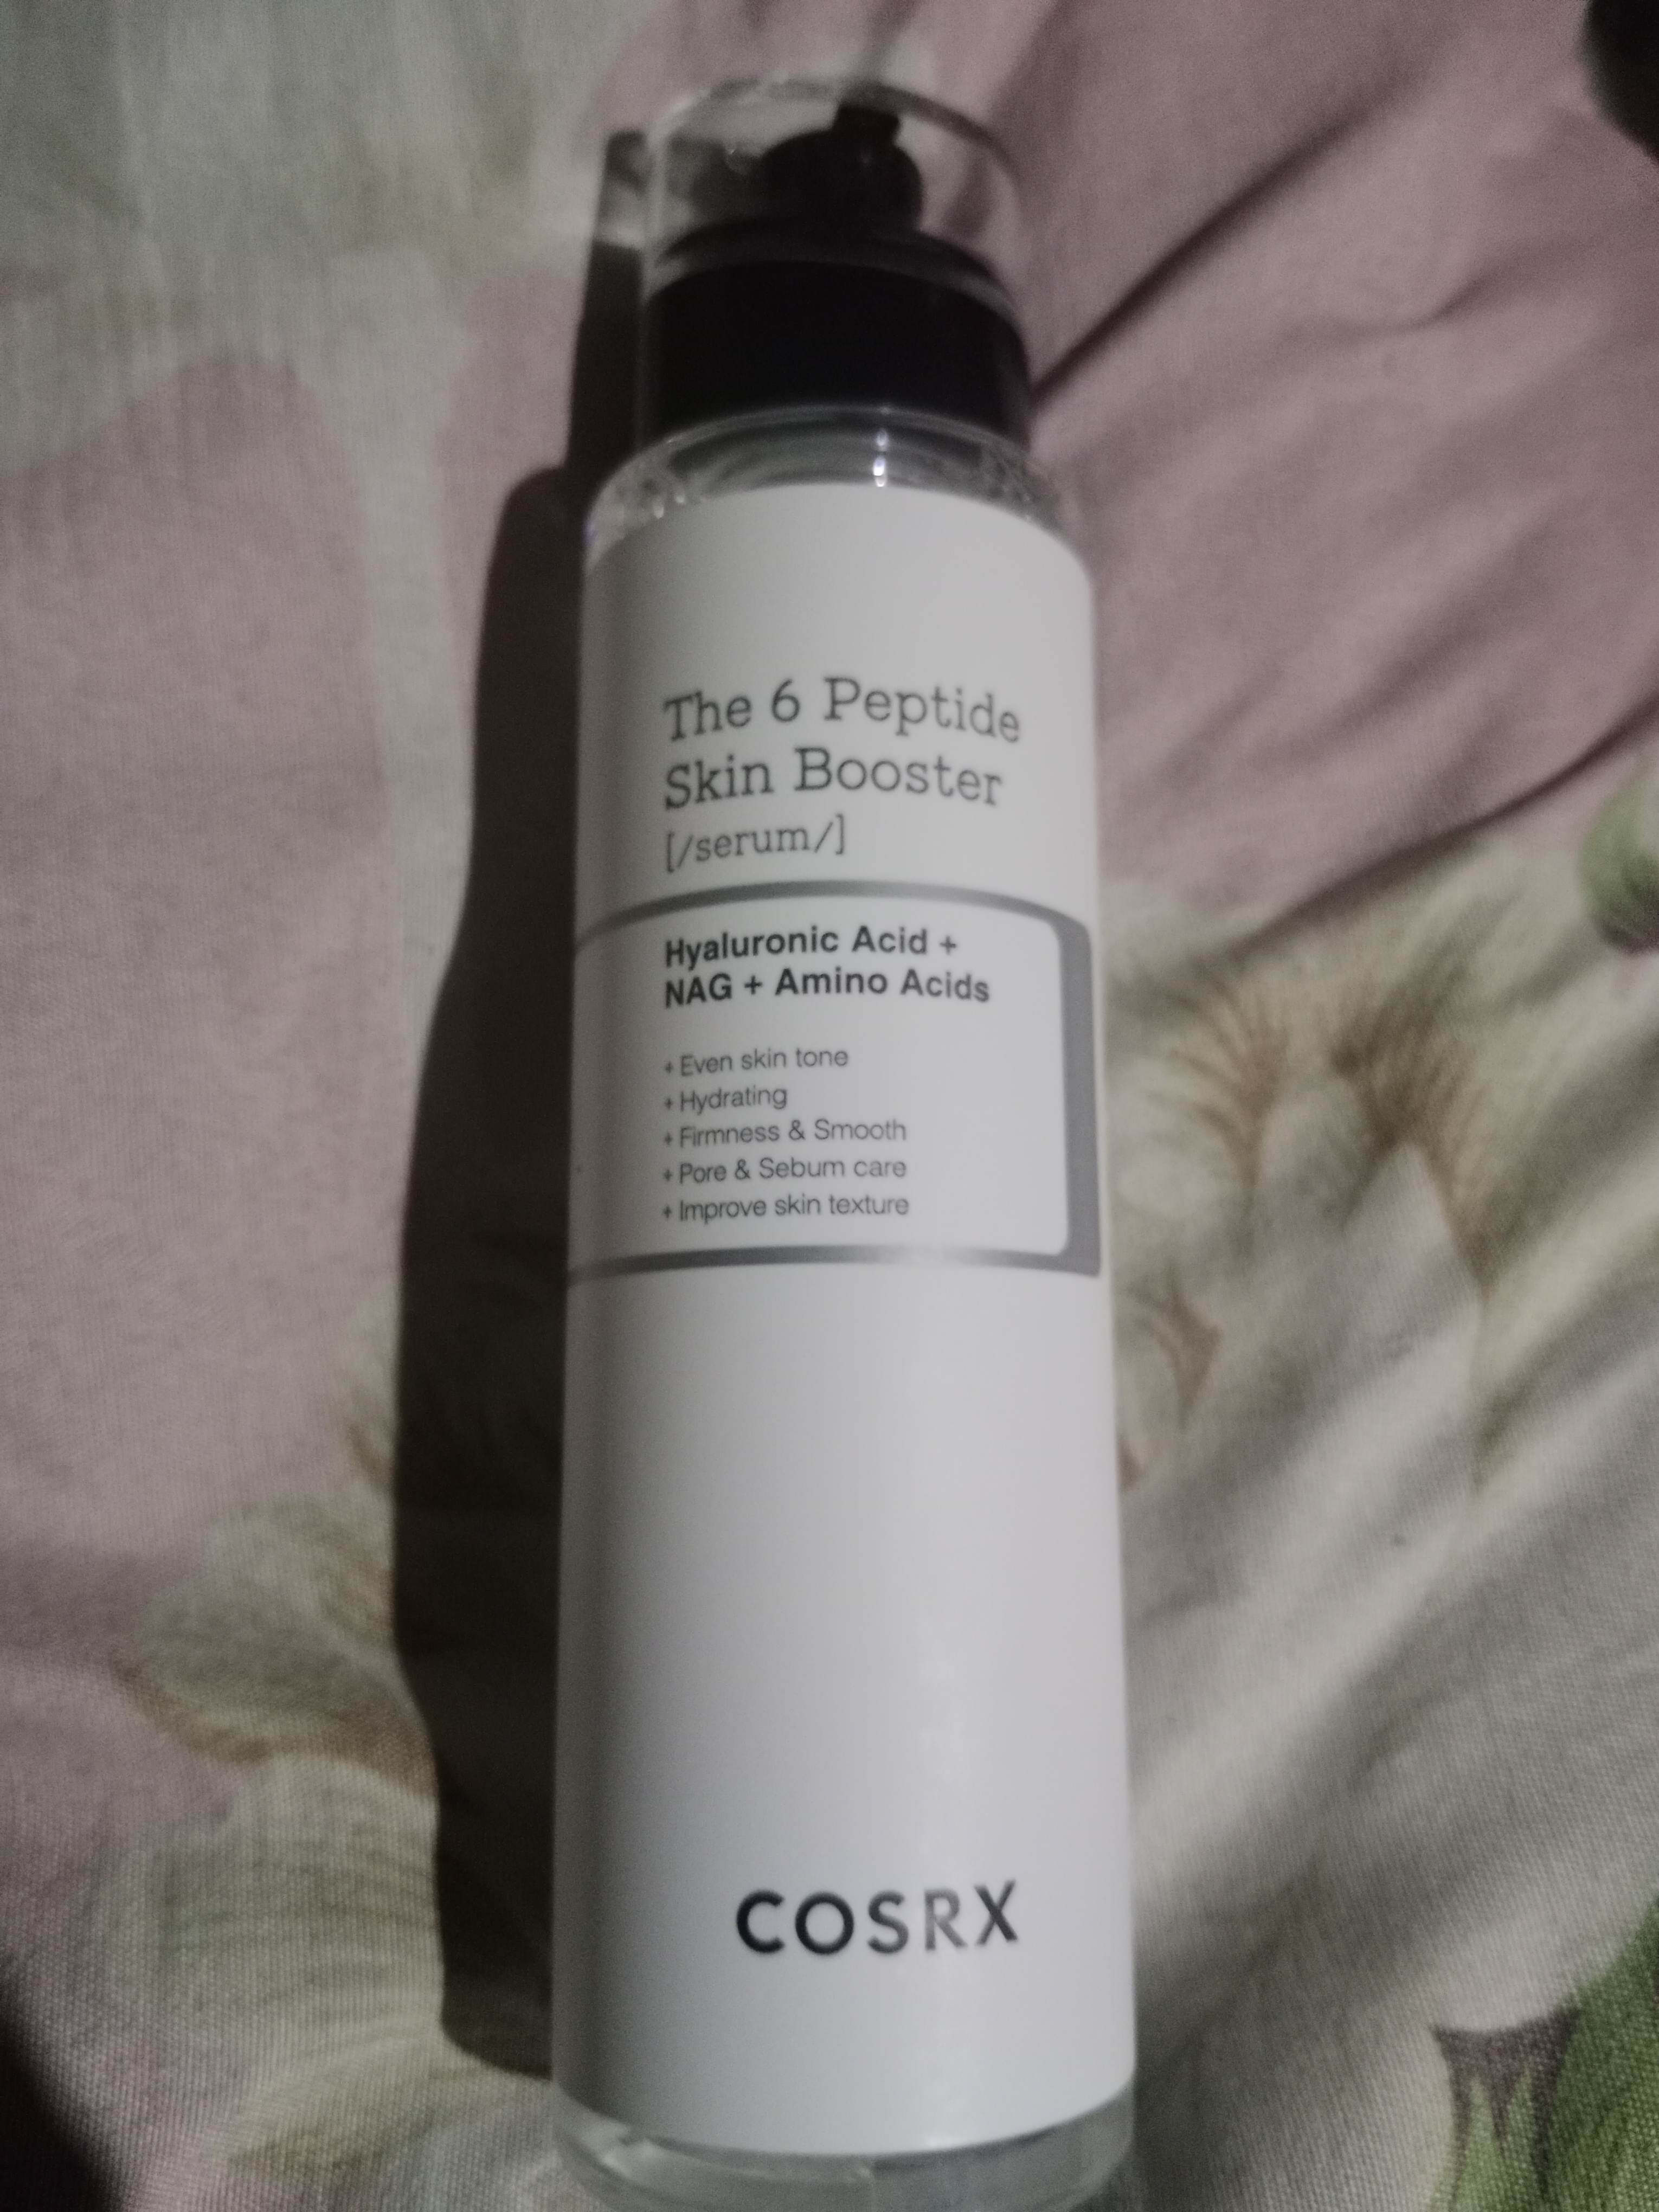 The 6 Peptide
Skin Booster
[/serum/]
Hyaluronic Acid +
NAG + Amino Acids
+ Even skin tone
+ Hydrating
+ Firmness & Smooth
+ Pore & Sebum care
+ Improve skin texture
COSRX